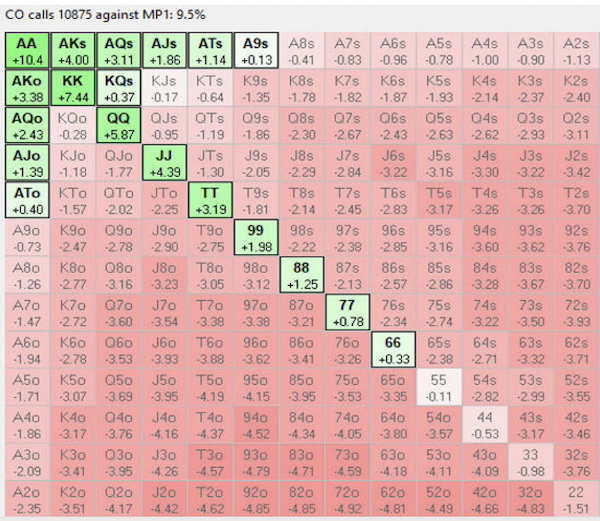 CO calls 10875 against MP1: 9.5%
AA AKs AQs AJs ATs A9s A8s A7s A6s A5s A4s A3s A2s
+10.4 +4.00 +3.11 +1.86 +1.14 +0.13 -0.41 -0.83 -0.96 -0.78 -1.00 -0.90 -1.13
AKo KK KQs KJs KTs K9s K8s K7s K6s K5s K4s K3s K2s
+3.38 +7.44 +0.37 -0.17 -0.64 -1.35 -1.78 -1.82 -1.87 -1.93 -2.14 -2.37 -2.40
AQo KQo QQ QJs QTs Q9s Q8s Q7s Q6s Q5s Q4s Q3s Q2s
+2.43 -0.28 +5.87 -0.95 -1.19 -1.86 -2.30 -2.67 -2.43 -2.63 -2.62 -2.93 -3.11
AJo KJo QJo JJ JTs J9s J8s J7s J6s J5s J4s J3s J2s
+1.39 -1.18 -1.77 +4.39 -1.30 -2.05 -2.29 -2.84 -3.22 -3.16 -3.30 -3.22 -3.42
ATo KTo QTo JTo TT T9s T8s T7s T6s T5s T4s T3s T2s
+0.40 -1.57 -2.02 -2.25 +3.19 -1.81 -2.14 -2.45 -2.83 -3.17 -3.26 -3.26 -3.70
A9o K9o Q9o J9o T9o 99 98s 97s 96s 95s 94s 93s 92s
-0.73 -2.47 -2.78 -2.90 -2.75 +1.98 -2.22 -2.38 -2.85 -3.16 -3.60 -3.62 -3.76
A8o K8o Q8o J8o T8o 98o 88 87s 86s 85s 84s 83s 82s
-1.26 -2.77 -3.16 -3.23 -3.05 -3.12 +1.25 -2.13 -2.57 -2.86 -3.28 -3.67 -3.70
A7o K7o Q7o J7o T7o 97o 87o 77 76s 75s 74s 73s 72s
-1.47 -2.72 -3.60 -3.54 -3.38 -3.38 -3.21 +0.78 -2.34 -2.74 -3.22 -3.50 -3.93
A6o K6o Q6o J6o T6o 96o 86o 76o 66 65s 64s 63s 62s
-1.94 -2.78 -3.53 -3.93 -3.88 -3.62 -3.41 -3.26 +0.33 -2.38 -2.71 -3.32 -3.71
A5o K5o Q5o J5o T5o 95o 85o 75o 65o 55 54s 53s 52s
-1.71 -3.07 -3.69 -3.95 -4.19 -4.15 -3.95 -3.53 -3.35 -0.11 -2.82 -2.99 -3.55
A4o K4o Q4o J4o T4o 94o 84o 74o 64o 54o 44 43s 42s
-1.86 -3.17 -3.76 -4.16 -4.37 -4.52 -4.34 -4.05 -3.80 -3.57 -0.53 -3.17 -3.46
A3o K3o Q3o J3o T3o 93o 83o 73o 63o 53o 43o 33 32s
-2.09 -3.41 -3.95 -4.26 -4.57 -4.79 -4.71 -4.59 -4.18 -4.11 -4.09 -0.98 -3.76
A2o K2o Q2o J2o T2o 92o 82o 72o 62o 52o 42o 32o 22
-2.35 -3.51 -4.17 -4.42 -4.62 -4.85 -4.85 -4.92 -4.81 -4.49 -4.66 -4.83 -1.51